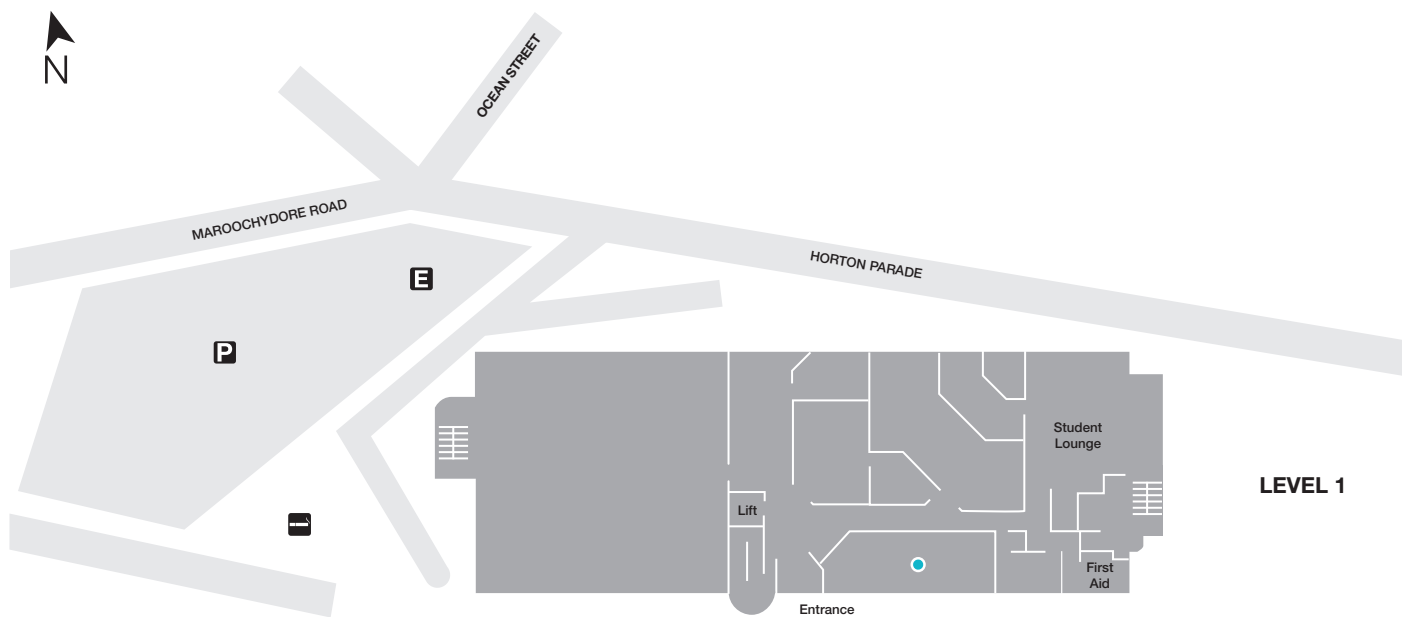 N
OCEAN STREET
MAROOCHYDORE ROAD
HORTON PARADE
E
P
Student
Lounge
LEVEL 1
Lift
First
Aid
Entrance